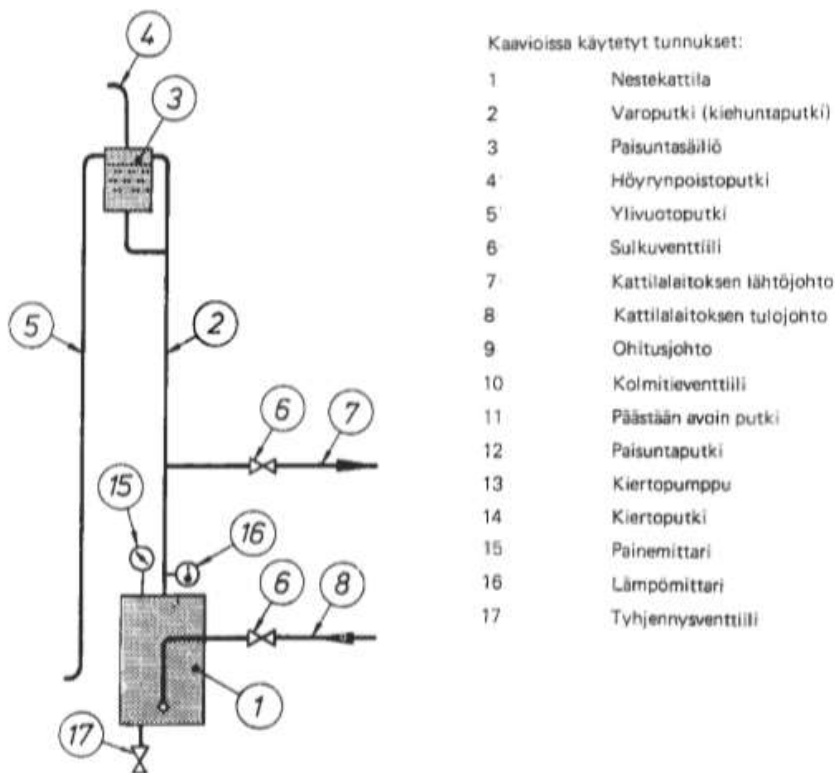 4
3
5
2
6
7
15
16
6
8
1
17
Kaavioissa käytetyt tunnukset:
1 Nestekattila
2 Varoputki (kiehuntaputki)
3 Paisuntasäiliö
4 Höyrynpoistoputki
5 Ylivuotoputki
6 Sulkuventtiili
7 Kattilalaitoksen lähtöjohto
8 Kattilalaitoksen tulojohto
9 Ohitusjohto
10 Kolmitieventtiili
11 Päästään avoin putki
12 Paisuntaputki
13 Kiertopumppu
14 Kiertoputki
15 Painemittari
16 Lämpömittari
17 Tyhjennysventtiili